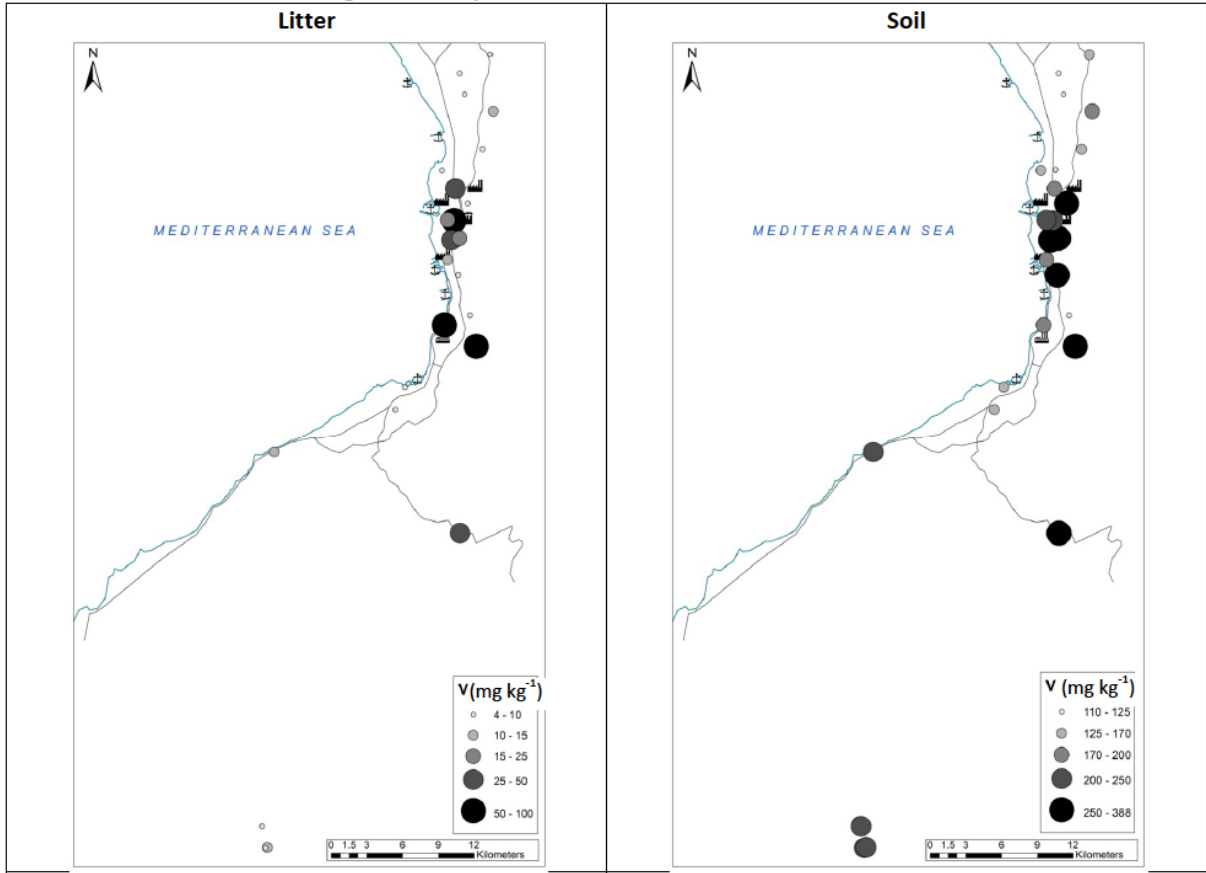 Litter
N
MEDITERRANEAN SEA
V (mg kg⁻¹)
4 - 10
10 - 15
15 - 25
25 - 50
50 - 100
0 1.5 3 6 9 12
Kilometers
Soil
N
MEDITERRANEAN SEA
V (mg kg⁻¹)
110 - 125
125 - 170
170 - 200
200 - 250
250 - 388
0 1.5 3 6 9 12
Kilometers